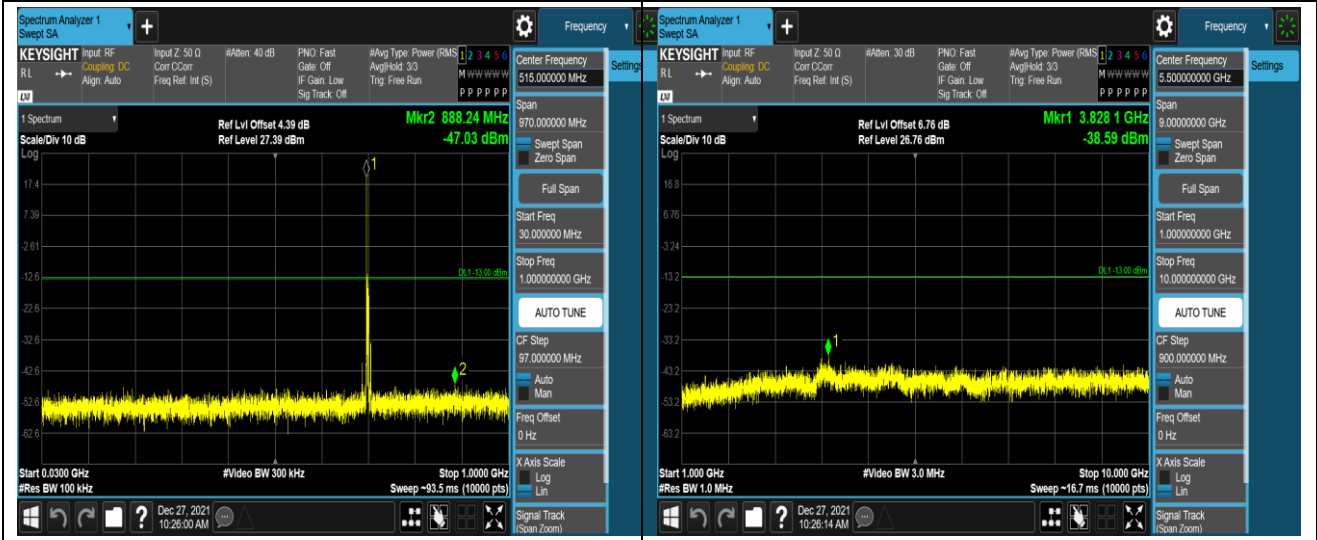 Spectrum Analyzer 1
Swept SA
+
Frequency
KEYSIGHT
Input: RF
Input Z: 50 Ω
#Atten: 40 dB
PNO: Fast
#Avg Type: Power (RMS
1 2 3 4 5 6
RL
Coupling: DC
Corr CCorr
Gate: Off
Avg|Hold: 3/3
M W W W W W
Align: Auto
Freq Ref: Int (S)
IF Gain: Low
Trig: Free Run
Sig Track: Off
P P P P P P
LXI
Center Frequency
515.000000 MHz
Settings
1 Spectrum
Ref Lvl Offset 4.39 dB
Mkr2 888.24 MHz
Scale/Div 10 dB
Ref Level 27.39 dBm
-47.03 dBm
Log
17.4
7.39
-2.61
-12.6
-22.6
-32.6
-42.6
-52.6
-62.6
1
DL1 -13.00 dBm
2
Start 0.0300 GHz
#Video BW 300 kHz
Stop 1.0000 GHz
#Res BW 100 kHz
Sweep ~93.5 ms (10000 pts)
Span
970.000000 MHz
Swept Span
Zero Span
Full Span
Start Freq
30.000000 MHz
Stop Freq
1.000000000 GHz
AUTO TUNE
CF Step
97.000000 MHz
Auto
Man
Freq Offset
0 Hz
X Axis Scale
Log
Lin
Signal Track
(Span Zoom)
?
Dec 27, 2021
10:26:00 AM
Spectrum Analyzer 1
Swept SA
+
Frequency
KEYSIGHT
Input: RF
Input Z: 50 Ω
#Atten: 30 dB
PNO: Fast
#Avg Type: Power (RMS
1 2 3 4 5 6
RL
Coupling: DC
Corr CCorr
Gate: Off
Avg|Hold: 3/3
M W W W W W
Align: Auto
Freq Ref: Int (S)
IF Gain: Low
Trig: Free Run
Sig Track: Off
P P P P P P
LXI
Center Frequency
5.500000000 GHz
Settings
1 Spectrum
Ref Lvl Offset 6.76 dB
Mkr1 3.828 1 GHz
Scale/Div 10 dB
Ref Level 26.76 dBm
-38.59 dBm
Log
16.8
6.76
-3.24
-13.2
-23.2
-33.2
-43.2
-53.2
-63.2
DL1 -13.00 dBm
1
Start 1.000 GHz
#Video BW 3.0 MHz
Stop 10.000 GHz
#Res BW 1.0 MHz
Sweep ~16.7 ms (10000 pts)
Span
9.00000000 GHz
Swept Span
Zero Span
Full Span
Start Freq
1.000000000 GHz
Stop Freq
10.000000000 GHz
AUTO TUNE
CF Step
900.000000 MHz
Auto
Man
Freq Offset
0 Hz
X Axis Scale
Log
Lin
Signal Track
(Span Zoom)
?
Dec 27, 2021
10:26:14 AM